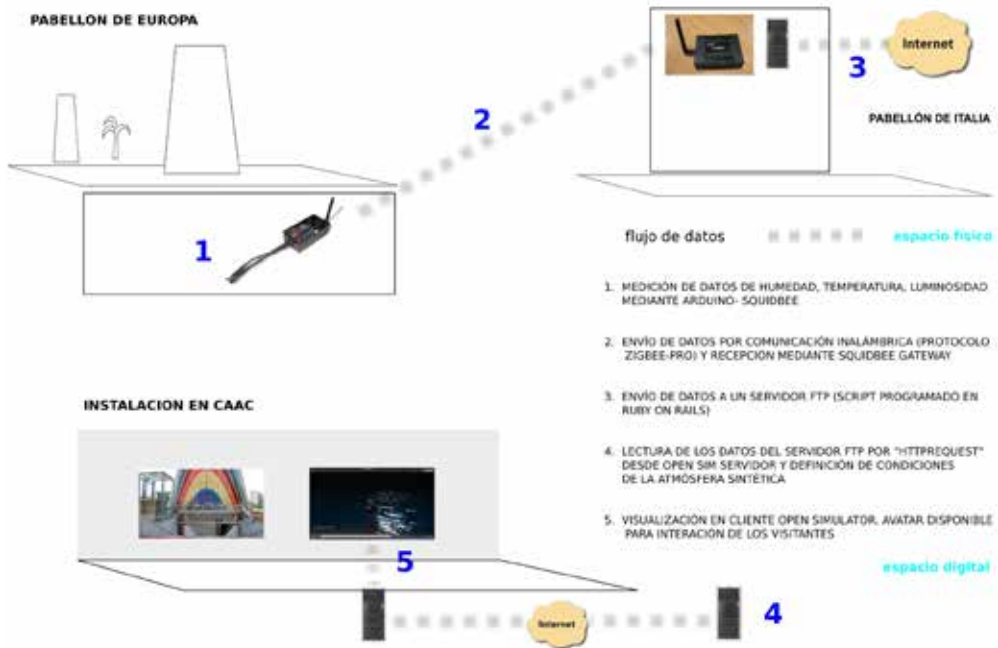 PABELLON DE EUROPA
Internet
3
PABELLÓN DE ITALIA
2
1
flujo de datos
espacio físico
1. MEDICIÓN DE DATOS DE HUMEDAD, TEMPERATURA, LUMINOSIDAD
MEDIANTE ARDUINO- SQUIDBEE
2. ENVÍO DE DATOS POR COMUNICACIÓN INALÁMBRICA (PROTOCOLO
ZIGBEE-PRO) Y RECEPCIÓN MEDIANTE SQUIDBEE GATEWAY
3. ENVÍO DE DATOS A UN SERVIDOR FTP (SCRIPT PROGRAMADO EN
RUBY ON RAILS)
4. LECTURA DE LOS DATOS DEL SERVIDOR FTP POR "HTTPREQUEST"
DESDE OPEN SIM SERVIDOR Y DEFINICIÓN DE CONDICIONES
DE LA ATMÓSFERA SINTÉTICA
5. VISUALIZACIÓN EN CLIENTE OPEN SIMULATOR, AVATAR DISPONIBLE
PARA INTERACIÓN DE LOS VISITANTES
espacio digital
INSTALACION EN CAAC
5
Internet
4